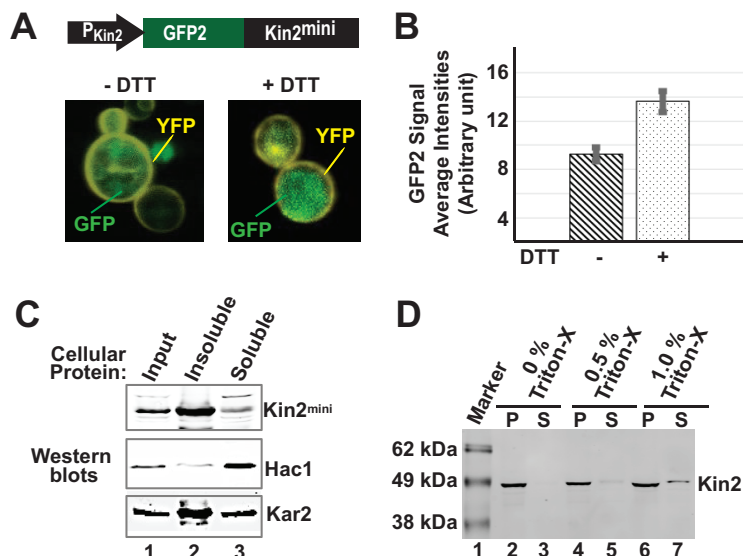 A
P Kin2 GFP2 Kin2mini
- DTT + DTT
YFP YFP
GFP GFP
B
GFP2 Signal
Average Intensities
(Arbitrary unit)
16
12
8
4
DTT - +
C
Cellular
Protein:
Input Insoluble Soluble
Western
blots
Kin2mini
Hac1
Kar2
1 2 3
D
Marker
0 %
Triton-X
0.5 %
Triton-X
1.0 %
Triton-X
P S P S P S
62 kDa
49 kDa
38 kDa
Kin2
1 2 3 4 5 6 7